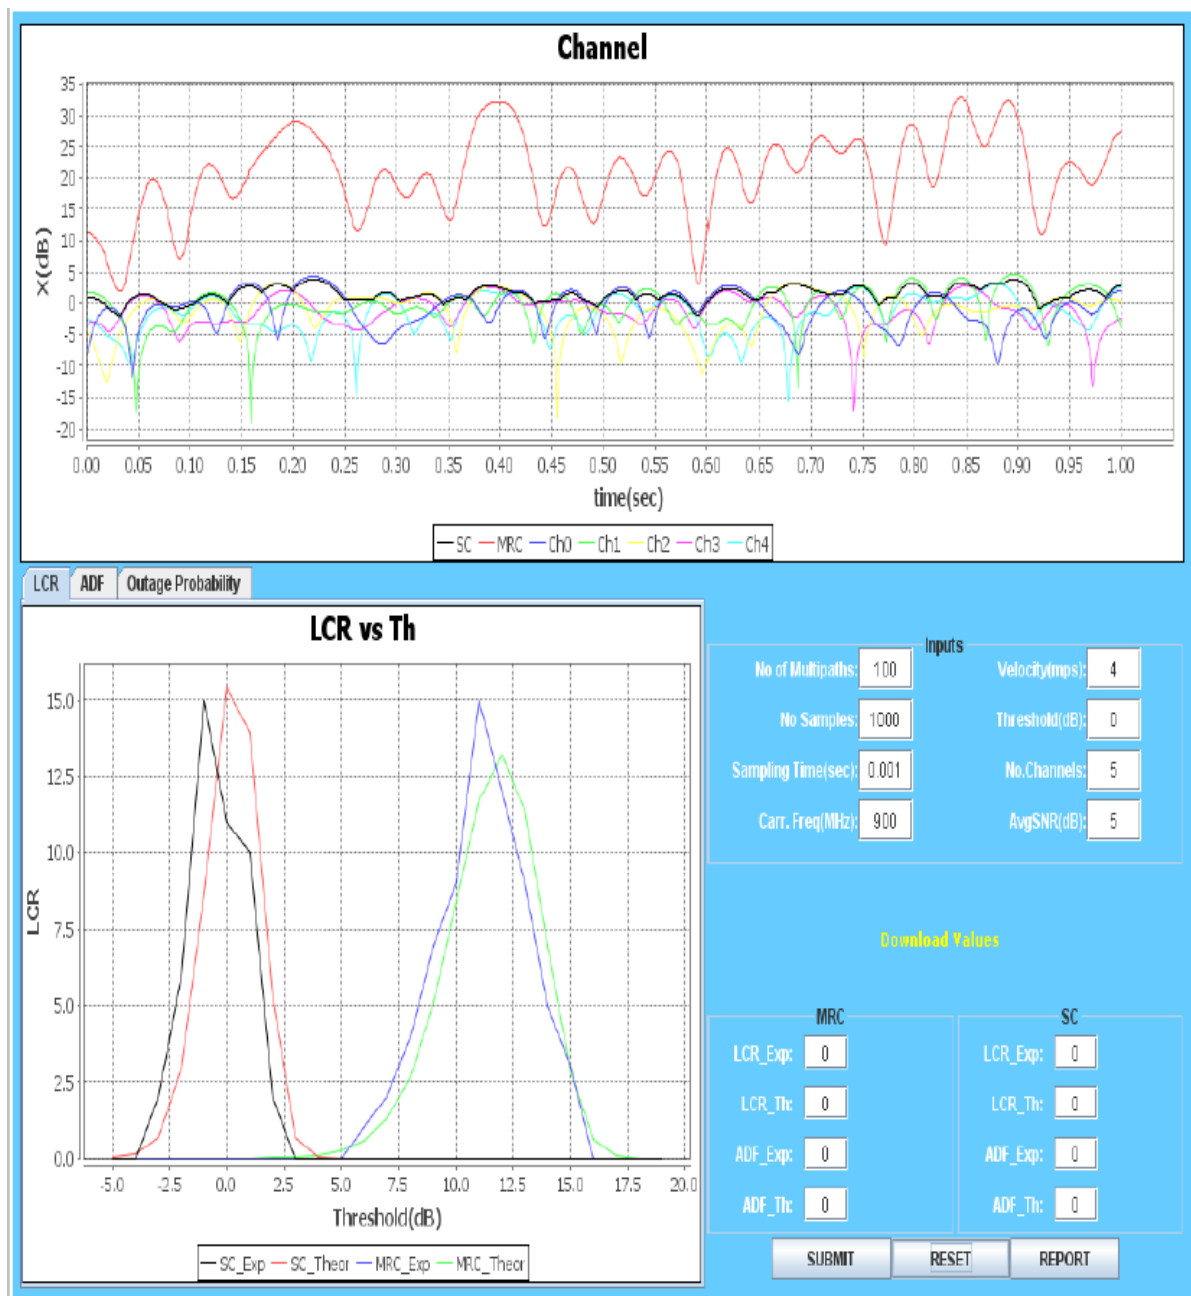 Channel
35
30
25
20
15
10
5
0
-5
-10
-15
-20
X(dB)
0.00 0.05 0.10 0.15 0.20 0.25 0.30 0.35 0.40 0.45 0.50 0.55 0.60 0.65 0.70 0.75 0.80 0.85 0.90 0.95 1.00
time(sec)
SC MRC Ch0 Ch1 Ch2 Ch3 Ch4
LCR ADF Outage Probability
LCR vs Th
15.0
12.5
10.0
7.5
5.0
2.5
0.0
LCR
-5.0 -2.5 0.0 2.5 5.0 7.5 10.0 12.5 15.0 17.5 20.0
Threshold(dB)
SC_Exp SC_Theor MRC_Exp MRC_Theor
Inputs
No of Multipaths: 100 Velocity(mps): 4
No Samples: 1000 Threshold(dB): 0
Sampling Time(sec): 0.001 No.Channels: 5
Carr. Freq(MHz): 900 AvgSNR(dB): 5
Download Values
MRC
LCR_Exp: 0
LCR_Th: 0
ADF_Exp: 0
ADF_Th: 0
SC
LCR_Exp: 0
LCR_Th: 0
ADF_Exp: 0
ADF_Th: 0
SUBMIT RESET REPORT